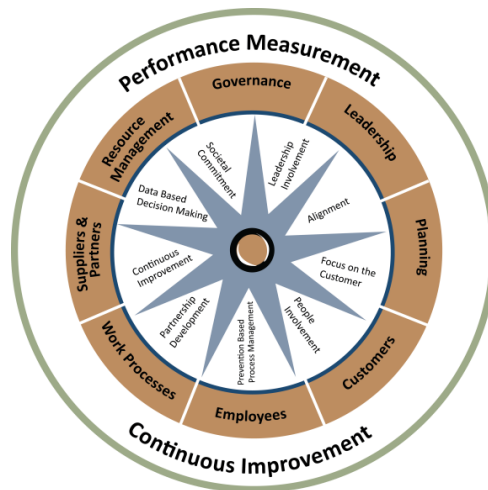 Performance Measurement
Governance
Leadership
Planning
Customers
Employees
Work Processes
Suppliers &
Partners
Resource
Management
Leadership
Involvement
Alignment
Focus on the
Customer
People
Involvement
Prevention Based
Process Management
Partnership
Development
Continuous
Improvement
Data Based
Decision Making
Societal
Commitment
Continuous Improvement